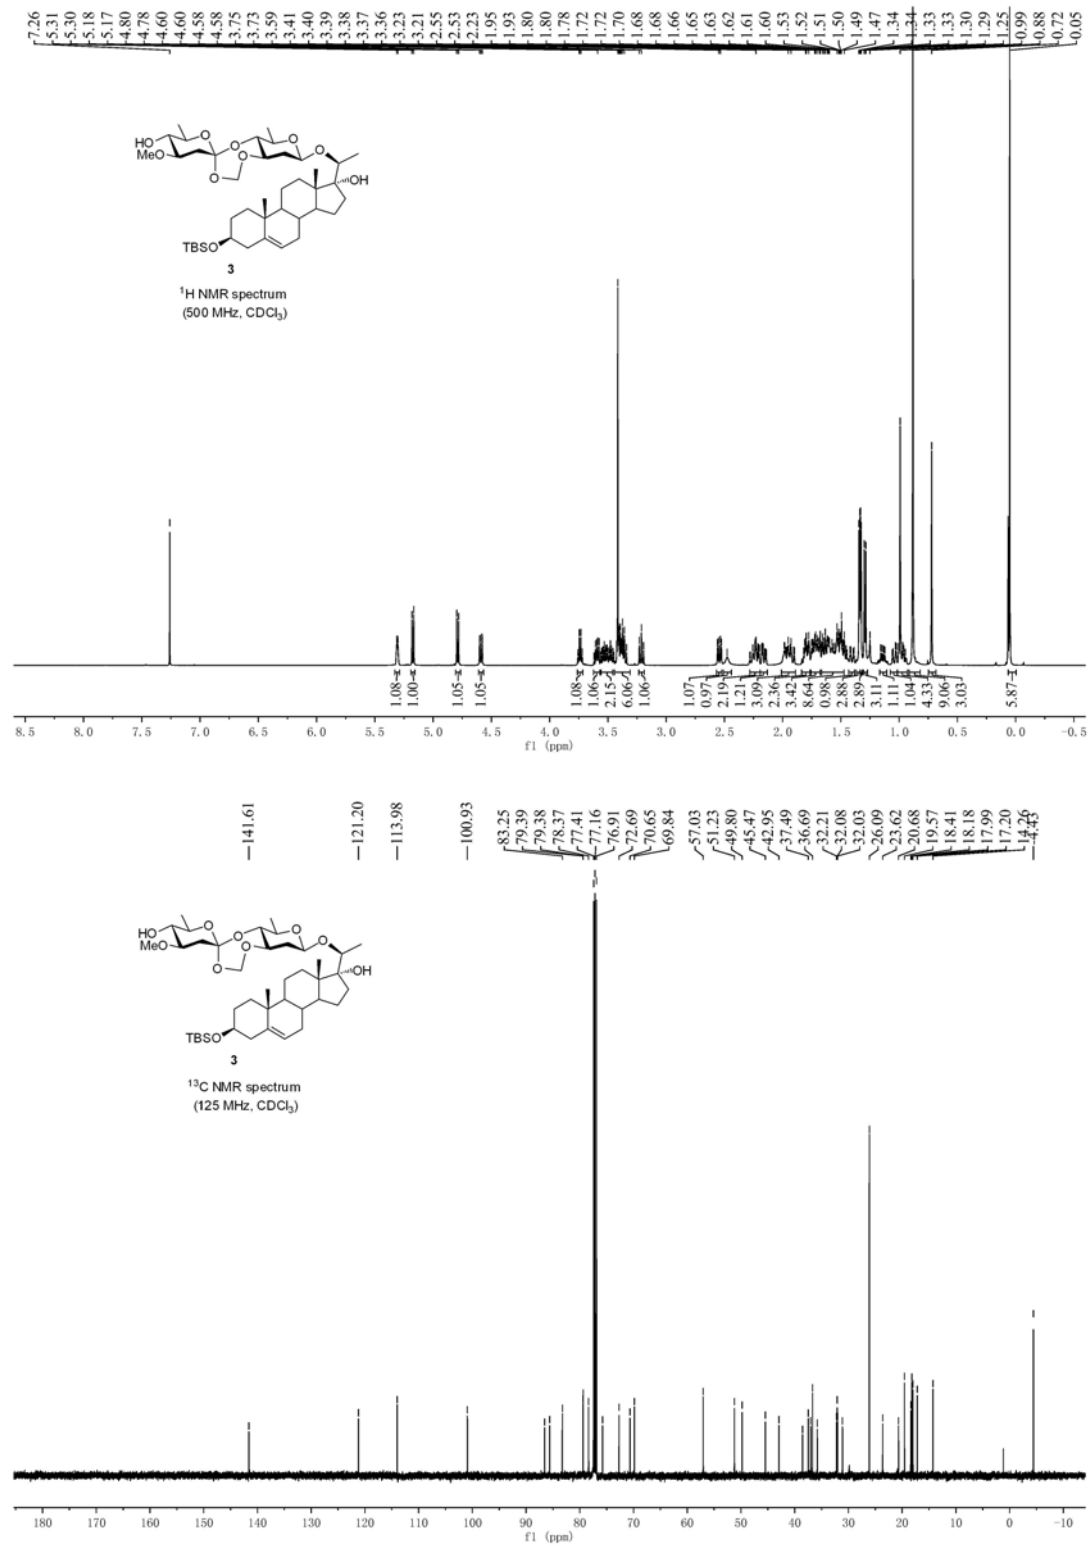 7.26 5.31 5.30 5.18 5.17 4.80 4.78 4.60 4.60 4.58 4.58 3.75 3.73 3.59 3.41 3.40 3.39 3.38 3.37 3.36 3.23 3.21 2.55 2.53 2.23 1.95 1.93 1.80 1.80 1.78 1.72 1.72 1.70 1.68 1.68 1.66 1.65 1.63 1.62 1.61 1.60 1.53 1.52 1.51 1.50 1.49 1.47 1.34 1.34 1.33 1.33 1.30 1.29 1.25 0.99 0.88 0.72 0.05
HO
MeO
O
O
O
O
O
O
OH
TBSO
3
¹H NMR spectrum
(500 MHz, CDCl₃)
1.08 1.00 1.05 1.05 1.08 1.06 2.15 6.06 1.06 1.07 0.97 2.19 1.21 3.09 2.36 3.42 8.64 0.98 2.88 2.89 3.11 1.11 1.04 4.33 9.06 3.03 5.87
8.5 8.0 7.5 7.0 6.5 6.0 5.5 5.0 4.5 4.0 3.5 3.0 2.5 2.0 1.5 1.0 0.5 0.0 -0.5
f1 (ppm)
141.61 121.20 113.98 100.93 83.25 79.39 79.38 78.37 77.41 77.16 76.91 72.69 70.65 69.84 57.03 51.23 49.80 45.47 42.95 37.49 36.69 32.21 32.08 32.03 26.09 23.62 20.68 19.57 18.41 18.18 17.99 17.20 14.26 -4.43
HO
MeO
O
O
O
O
O
O
OH
TBSO
3
¹³C NMR spectrum
(125 MHz, CDCl₃)
180 170 160 150 140 130 120 110 100 90 80 70 60 50 40 30 20 10 0 -10
f1 (ppm)